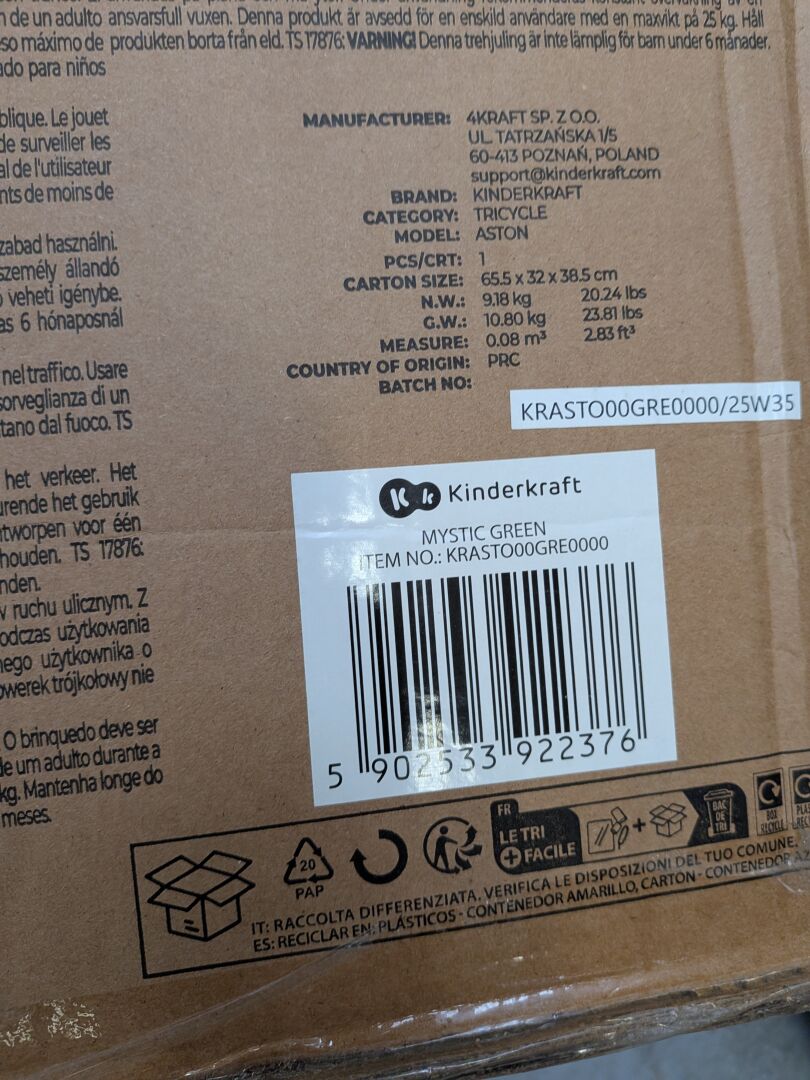 n de un adulto ansvarsfull vuxen. Denna produkt är avsedd för en enskild användare med en maxvikt på 25 kg. Håll
eso máximo de produkten borta från eld. TS 17876: VARNING! Denna trehjuling är inte lämplig för barn under 6 månader.
ado para niños
blique. Le jouet
de surveiller les
al de l'utilisateur
nts de moins de
zabad használni.
személy állandó
veheti igénybe.
as 6 hónaposnál
nel traffico. Usare
sorveglianza di un
tano dal fuoco. TS
het verkeer. Het
urende het gebruik
ntworpen voor één
houden. TS 17876:
nden.
v ruchu ulicznym. Z
odczas użytkowania
nego użytkownika o
owerek trójkołowy nie
O brinquedo deve ser
de um adulto durante a
kg. Mantenha longe do
meses.
MANUFACTURER: 4KRAFT SP. Z O.O.
UL. TATRZAŃSKA 1/5
60-413 POZNAŃ, POLAND
support@kinderkraft.com
BRAND: KINDERKRAFT
CATEGORY: TRICYCLE
MODEL: ASTON
PCS/CRT: 1
CARTON SIZE: 65.5 x 32 x 38.5 cm
N.W.: 9.18 kg 20.24 lbs
G.W.: 10.80 kg 23.81 lbs
MEASURE: 0.08 m³ 2.83 ft³
COUNTRY OF ORIGIN: PRC
BATCH NO:
KRASTO00GRE0000/25W35
Kk Kinderkraft
MYSTIC GREEN
ITEM NO.: KRASTO00GRE0000
5 902533 922376
20
PAP
FR
LE TRI
+ FACILE
+
BAC
DE
TRI
BOX
RECYCLE
IT: RACCOLTA DIFFERENZIATA. VERIFICA LE DISPOSIZIONI DEL TUO COMUNE.
ES: RECICLAR EN: PLÁSTICOS - CONTENEDOR AMARILLO, CARTÓN - CONTENEDOR AZ